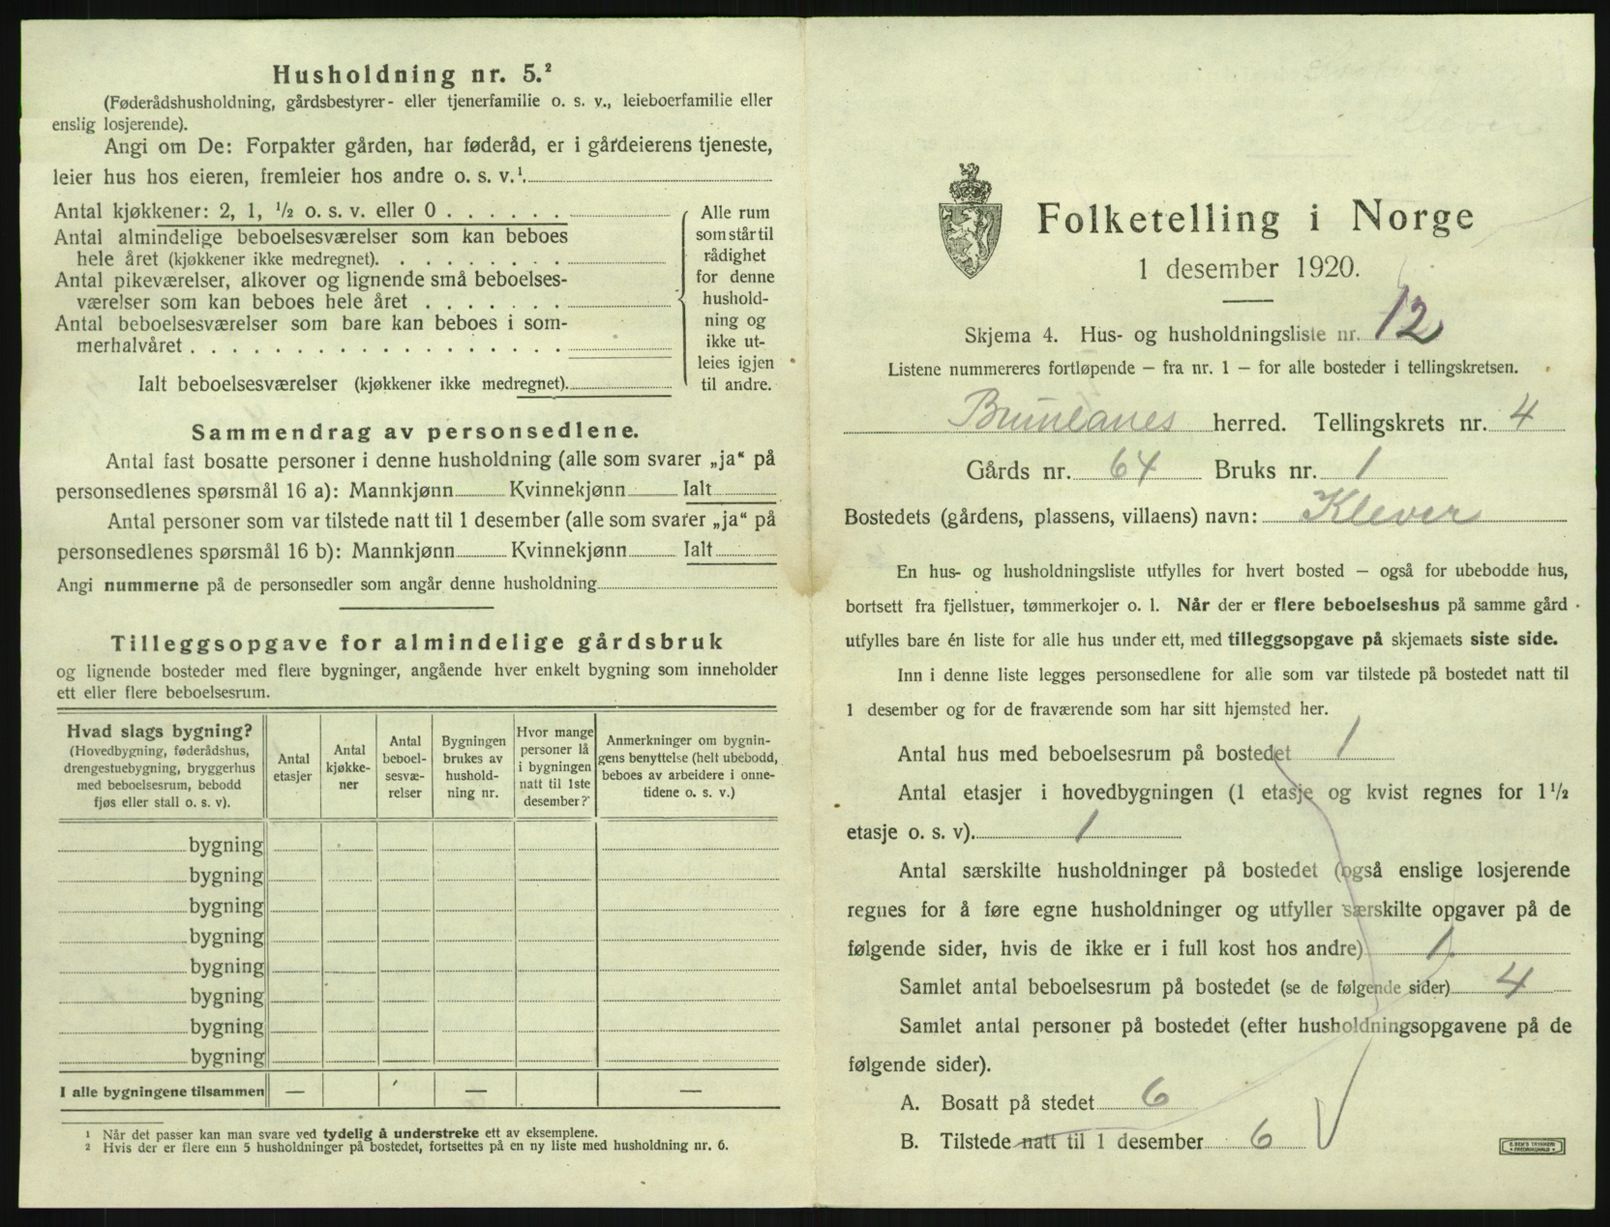 Husholdning nr. 5.²
(Føderådshusholdning, gårdsbestyrer- eller tjenerfamilie o. s. v., leieboerfamilie eller
enslig losjerende).
Angi om De: Forpakter gården, har føderåd, er i gårdeierens tjeneste,
leier hus hos eieren, fremleier hos andre o. s. v.¹
Antal kjøkkener: 2, 1, ½ o. s. v. eller 0
Antal almindelige beboelsesværelser som kan beboes
hele året (kjøkkener ikke medregnet).
Antal pikeværelser, alkover og lignende små beboelses-
værelser som kan beboes hele året
Antal beboelsesværelser som bare kan beboes i som-
merhalvåret
Ialt beboelsesværelser (kjøkkener ikke medregnet).
Alle rum
som står til
rådighet
for denne
hushold-
ning og
ikke ut-
leies igjen
til andre.
Sammendrag av personsedlene.
Antal fast bosatte personer i denne husholdning (alle som svarer „ja“ på
personsedlenes spørsmål 16 a): Mannkjønn Kvinnekjønn Ialt
Antal personer som var tilstede natt til 1 desember (alle som svarer „ja“ på
personsedlenes spørsmål 16 b): Mannkjønn Kvinnekjønn Ialt
Angi nummerne på de personsedler som angår denne husholdning
Tilleggsopgave for almindelige gårdsbruk
og lignende bosteder med flere bygninger, angående hver enkelt bygning som inneholder
ett eller flere beboelsesrum.
Hvad slags bygning?
(Hovedbygning, føderådshus,
drengestuebygning, bryggerhus
med beboelsesrum, bebodd
fjøs eller stall o. s. v).
Antal
etasjer
Antal
kjøkke-
ner
Antal
beboel-
sesvæ-
relser
Bygningen
brukes av
hushold-
ning nr.
Hvor mange
personer lå
i bygningen
natt til 1ste
desember?
Anmerkninger om bygnin-
gens benyttelse (helt ubebodd,
beboes av arbeidere i onne-
tidene o. s. v.)
bygning
bygning
bygning
bygning
bygning
bygning
bygning
bygning
I alle bygningene tilsammen — — —
¹ Når det passer kan man svare ved tydelig å understreke ett av eksemplene.
² Hvis der er flere enn 5 husholdninger på bostedet, fortsettes på en ny liste med husholdning nr. 6.
Folketelling i Norge
1 desember 1920.
Skjema 4. Hus- og husholdningsliste nr. 12
Listene nummereres fortløpende — fra nr. 1 — for alle bosteder i tellingskretsen.
Brunlanes herred. Tellingskrets nr. 4
Gårds nr. 64 Bruks nr. 1
Bostedets (gårdens, plassens, villaens) navn: Klever
En hus- og husholdningsliste utfylles for hvert bosted — også for ubebodde hus,
bortsett fra fjellstuer, tømmerkojer o. l. Når der er flere beboelseshus på samme gård
utfylles bare én liste for alle hus under ett, med tilleggsopgave på skjemaets siste side.
Inn i denne liste legges personsedlene for alle som var tilstede på bostedet natt til
1 desember og for de fraværende som har sitt hjemsted her.
Antal hus med beboelsesrum på bostedet 1
Antal etasjer i hovedbygningen (1 etasje og kvist regnes for 1½
etasje o. s. v). 1
Antal særskilte husholdninger på bostedet (også enslige losjerende
regnes for å føre egne husholdninger og utfyller særskilte opgaver på de
følgende sider, hvis de ikke er i full kost hos andre) 1
Samlet antal beboelsesrum på bostedet (se de følgende sider) 4
Samlet antal personer på bostedet (efter husholdningsopgavene på de
følgende sider).
A. Bosatt på stedet 6
B. Tilstede natt til 1 desember 6